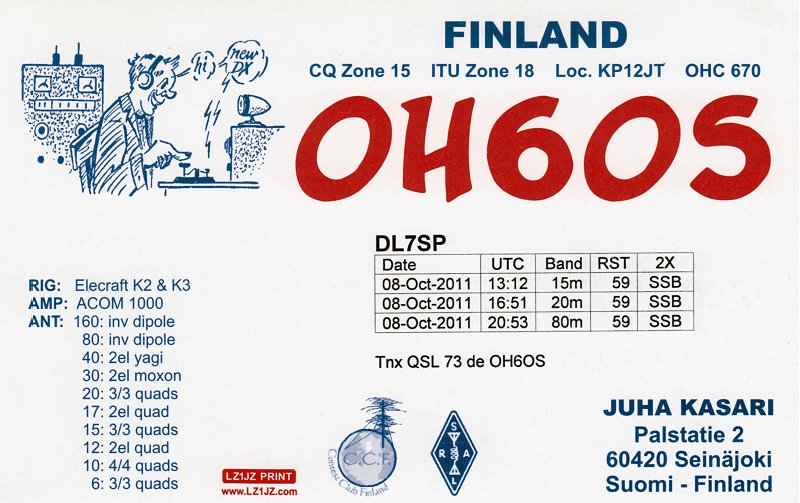 FINLAND
CQ Zone 15 ITU Zone 18 Loc. KP12JT OHC 670
hi
new DX
OH6OS
DL7SP
Date UTC Band RST 2X
08-Oct-2011 13:12 15m 59 SSB
08-Oct-2011 16:51 20m 59 SSB
08-Oct-2011 20:53 80m 59 SSB
Tnx QSL 73 de OH6OS
RIG: Elecraft K2 & K3
AMP: ACOM 1000
ANT: 160: inv dipole
80: inv dipole
40: 2el yagi
30: 2el moxon
20: 3/3 quads
17: 2el quad
15: 3/3 quads
12: 2el quad
10: 4/4 quads
6: 3/3 quads
LZ1JZ PRINT
www.LZ1JZ.com
C.C.F.
Contest Club Finland
S
R A
L
JUHA KASARI
Palstatie 2
60420 Seinäjoki
Suomi - Finland